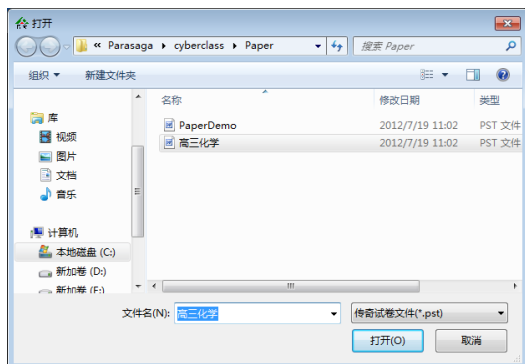 打开
« Parasaga ▸ cyberclass ▸ Paper
搜索 Paper
组织 ▾ 新建文件夹
名称 修改日期 类型
库
视频
图片
文档
音乐
计算机
本地磁盘 (C:)
新加卷 (D:)
新加卷 (E:)
PaperDemo 2012/7/19 11:02 PST 文件
高三化学 2012/7/19 11:02 PST 文件
文件名(N): 高三化学 传奇试卷文件(*.pst)
打开(O) 取消